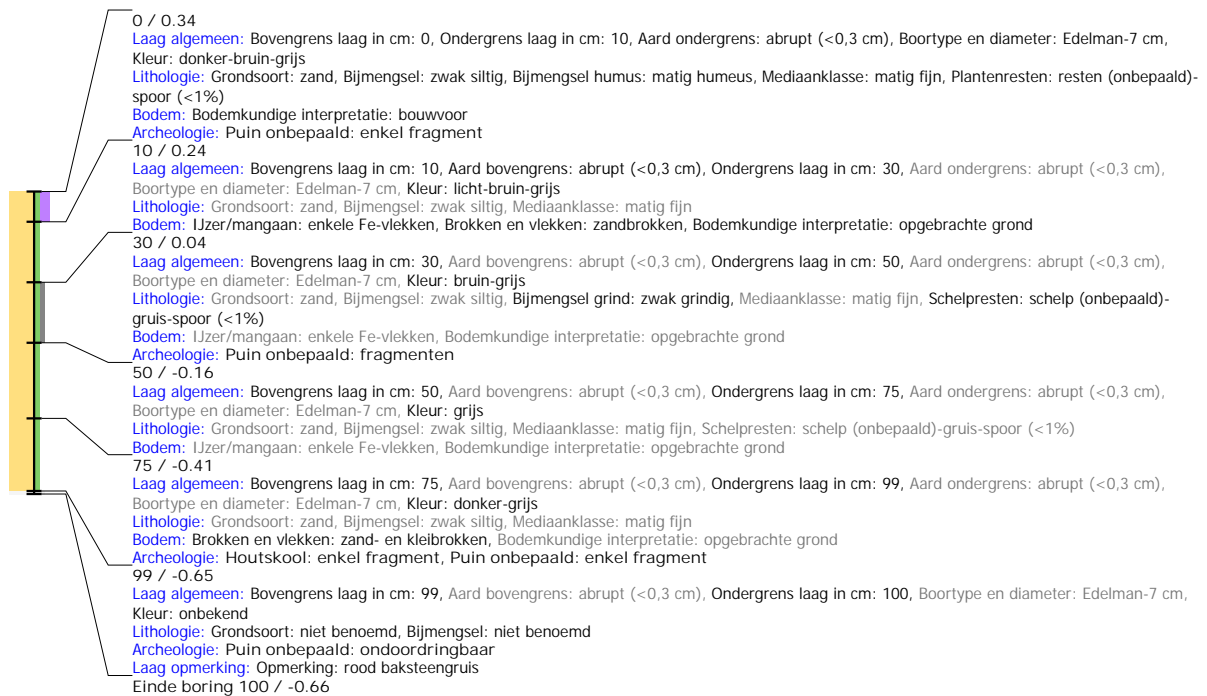 0 / 0.34
Laag algemeen: Bovengrens laag in cm: 0, Ondergrens laag in cm: 10, Aard ondergrens: abrupt (<0,3 cm), Boortype en diameter: Edelman-7 cm,
Kleur: donker-bruin-grijs
Lithologie: Grondsoort: zand, Bijmengsel: zwak siltig, Bijmengsel humus: matig humeus, Mediaanklasse: matig fijn, Plantenresten: resten (onbepaald)-
spoor (<1%)
Bodem: Bodemkundige interpretatie: bouwvoor
Archeologie: Puin onbepaald: enkel fragment
10 / 0.24
Laag algemeen: Bovengrens laag in cm: 10, Aard bovengrens: abrupt (<0,3 cm), Ondergrens laag in cm: 30, Aard ondergrens: abrupt (<0,3 cm),
Boortype en diameter: Edelman-7 cm, Kleur: licht-bruin-grijs
Lithologie: Grondsoort: zand, Bijmengsel: zwak siltig, Mediaanklasse: matig fijn
Bodem: IJzer/mangaan: enkele Fe-vlekken, Brokken en vlekken: zandbrokken, Bodemkundige interpretatie: opgebrachte grond
30 / 0.04
Laag algemeen: Bovengrens laag in cm: 30, Aard bovengrens: abrupt (<0,3 cm), Ondergrens laag in cm: 50, Aard ondergrens: abrupt (<0,3 cm),
Boortype en diameter: Edelman-7 cm, Kleur: bruin-grijs
Lithologie: Grondsoort: zand, Bijmengsel: zwak siltig, Bijmengsel grind: zwak grindig, Mediaanklasse: matig fijn, Schelpresten: schelp (onbepaald)-
gruis-spoor (<1%)
Bodem: IJzer/mangaan: enkele Fe-vlekken, Bodemkundige interpretatie: opgebrachte grond
Archeologie: Puin onbepaald: fragmenten
50 / -0.16
Laag algemeen: Bovengrens laag in cm: 50, Aard bovengrens: abrupt (<0,3 cm), Ondergrens laag in cm: 75, Aard ondergrens: abrupt (<0,3 cm),
Boortype en diameter: Edelman-7 cm, Kleur: grijs
Lithologie: Grondsoort: zand, Bijmengsel: zwak siltig, Mediaanklasse: matig fijn, Schelpresten: schelp (onbepaald)-gruis-spoor (<1%)
Bodem: IJzer/mangaan: enkele Fe-vlekken, Bodemkundige interpretatie: opgebrachte grond
75 / -0.41
Laag algemeen: Bovengrens laag in cm: 75, Aard bovengrens: abrupt (<0,3 cm), Ondergrens laag in cm: 99, Aard ondergrens: abrupt (<0,3 cm),
Boortype en diameter: Edelman-7 cm, Kleur: donker-grijs
Lithologie: Grondsoort: zand, Bijmengsel: zwak siltig, Mediaanklasse: matig fijn
Bodem: Brokken en vlekken: zand- en kleibrokken, Bodemkundige interpretatie: opgebrachte grond
Archeologie: Houtskool: enkel fragment, Puin onbepaald: enkel fragment
99 / -0.65
Laag algemeen: Bovengrens laag in cm: 99, Aard bovengrens: abrupt (<0,3 cm), Ondergrens laag in cm: 100, Boortype en diameter: Edelman-7 cm,
Kleur: onbekend
Lithologie: Grondsoort: niet benoemd, Bijmengsel: niet benoemd
Archeologie: Puin onbepaald: ondoordringbaar
Laag opmerking: Opmerking: rood baksteengruis
Einde boring 100 / -0.66